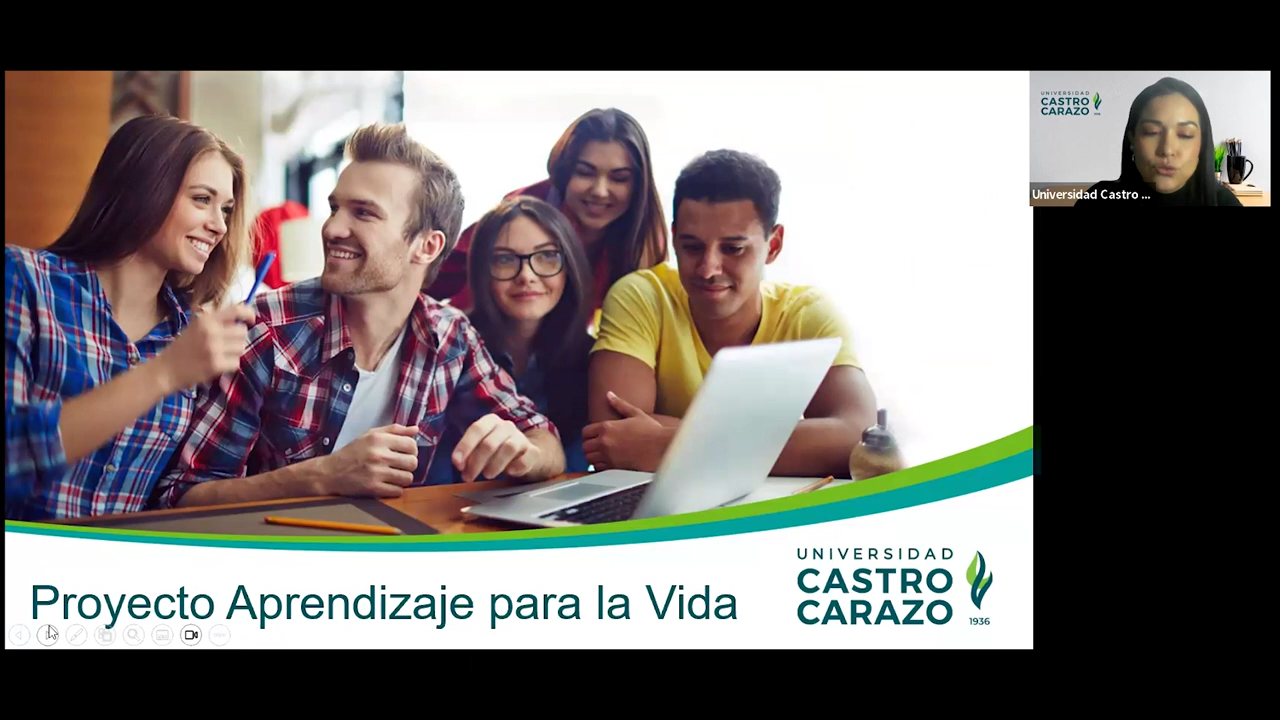 UNIVERSIDAD
CASTRO
CARAZO
Universidad Castro ...
Proyecto Aprendizaje para la Vida
UNIVERSIDAD
CASTRO
CARAZO
1936